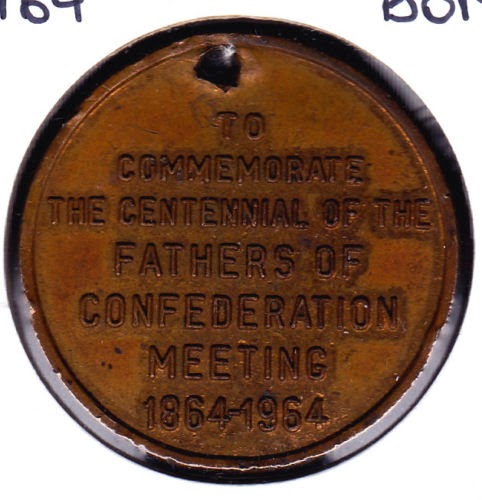 TO
COMMEMORATE
THE CENTENNIAL OF THE
FATHERS OF
CONFEDERATION
MEETING
1864-1964